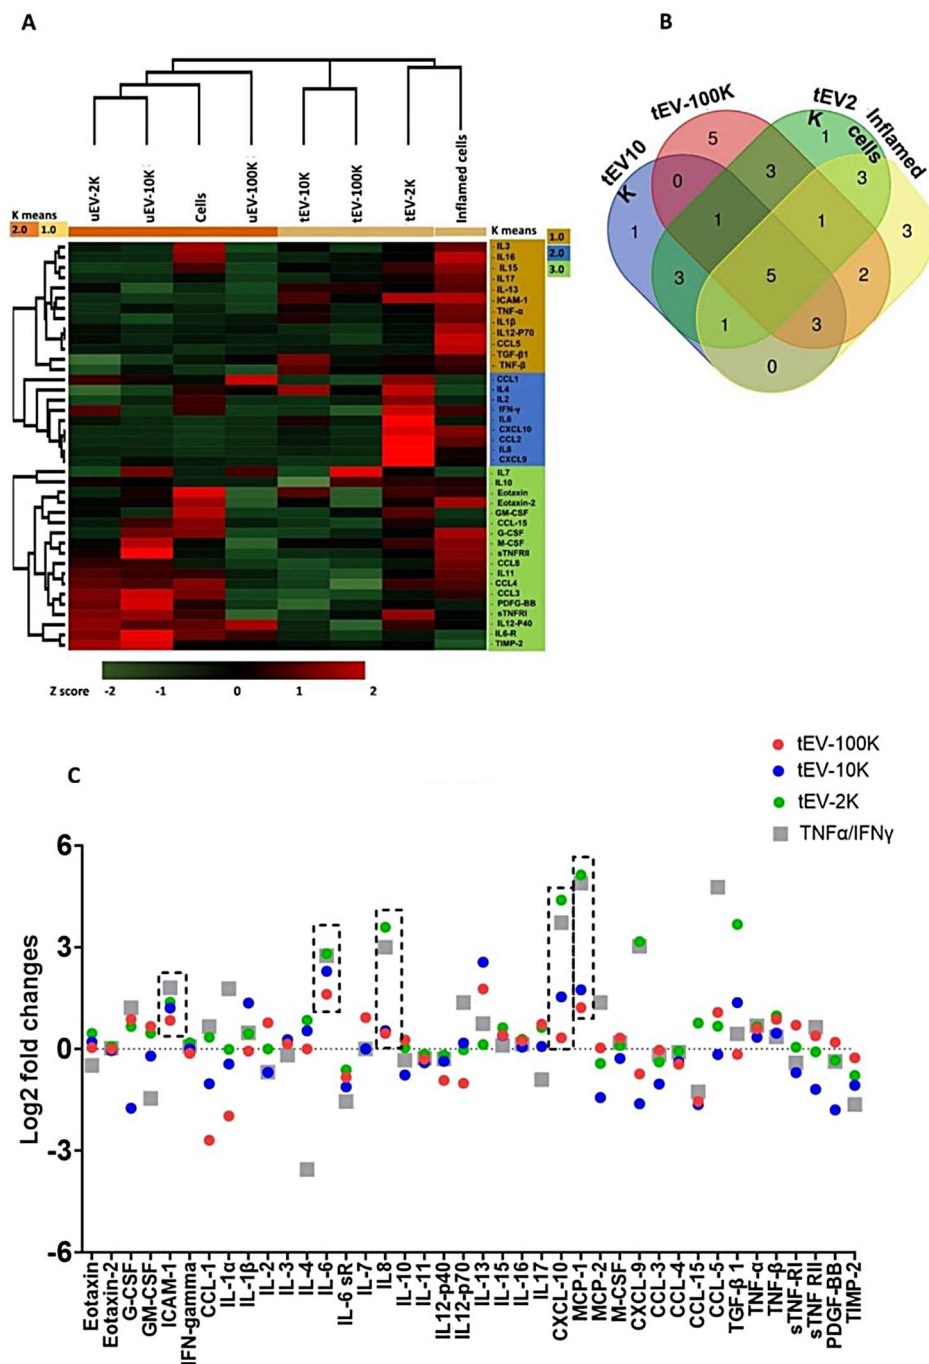 A
B
uEV-2K
uEV-10K
Cells
uEV-100K
tEV-10K
tEV-100K
tEV-2K
Inflamed cells
K means
2.0 1.0
K means
1.0
2.0
3.0
IL3
IL16
IL15
IL17
IL-13
ICAM-1
TNF-α
IL1β
IL12-P70
CCL5
TGF-β1
TNF-β
CCL1
IL4
IL2
IFN-γ
IL6
CXCL10
CCL2
IL8
CXCL9
IL7
IL10
Eotaxin
Eotaxin-2
GM-CSF
CCL-15
G-CSF
M-CSF
sTNFRII
CCL8
IL11
CCL4
CCL3
PDFG-BB
sTNFRI
IL12-P40
IL6-R
TIMP-2
Z score
-2 -1 0 1 2
tEV10
K
tEV-100K
tEV2
K
Inflamed
cells
5
1
0
3
3
1
1
1
3
3
5
2
1
3
0
C
tEV-100K
tEV-10K
tEV-2K
TNFα/IFNγ
Log2 fold changes
6
3
0
-3
-6
Eotaxin
Eotaxin-2
G-CSF
GM-CSF
ICAM-1
IFN-gamma
CCL-1
IL-1α
IL-1β
IL-2
IL-3
IL-4
IL-6
IL-6 sR
IL-7
IL8
IL-10
IL-11
IL12-p40
IL12-p70
IL-13
IL-15
IL-16
IL17
CXCL-10
MCP-1
MCP-2
M-CSF
CXCL-9
CCL-3
CCL-4
CCL-15
CCL-5
TGF-β 1
TNF-α
TNF-β
sTNF-RI
sTNF RII
PDGF-BB
TIMP-2